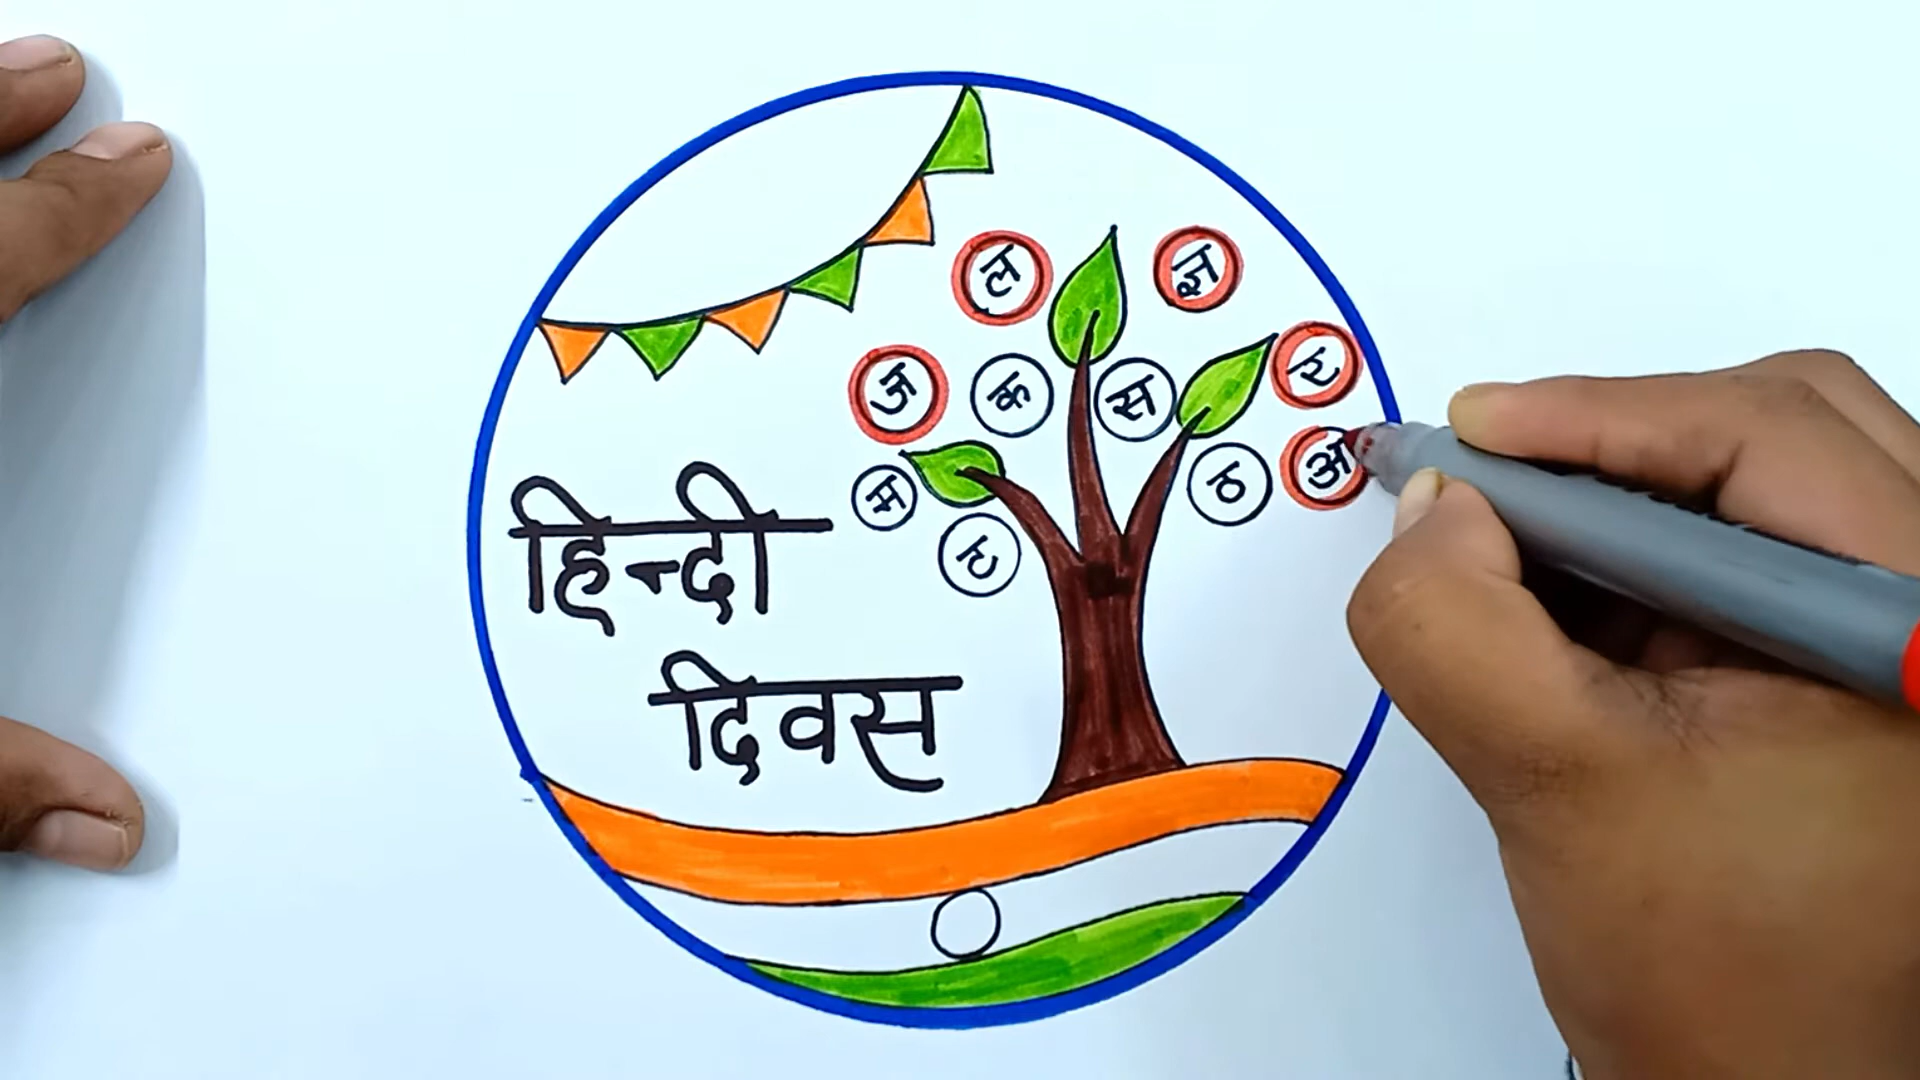 हिन्दी
दिवस
ल
ज्ञ
ज
क
स
र
म
ट
ठ
अ